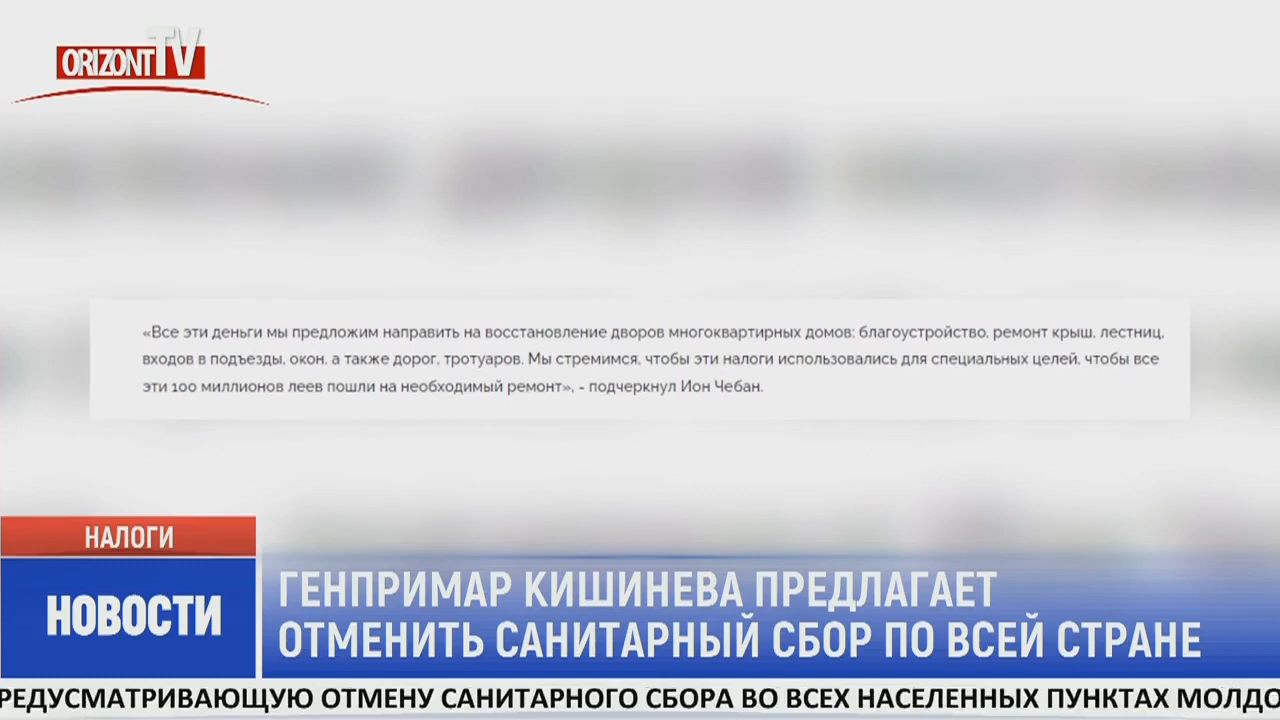 ORIZONTTV
«Все эти деньги мы предложим направить на восстановление дворов многоквартирных домов: благоустройство, ремонт крыш, лестниц,
входов в подъезды, окон, а также дорог, тротуаров. Мы стремимся, чтобы эти налоги использовались для специальных целей, чтобы все
эти 100 миллионов леев пошли на необходимый ремонт», - подчеркнул Ион Чебан.
НАЛОГИ
НОВОСТИ
ГЕНПРИМАР КИШИНЕВА ПРЕДЛАГАЕТ
ОТМЕНИТЬ САНИТАРНЫЙ СБОР ПО ВСЕЙ СТРАНЕ
РЕДУСМАТРИВАЮЩУЮ ОТМЕНУ САНИТАРНОГО СБОРА ВО ВСЕХ НАСЕЛЕННЫХ ПУНКТАХ МОЛДО